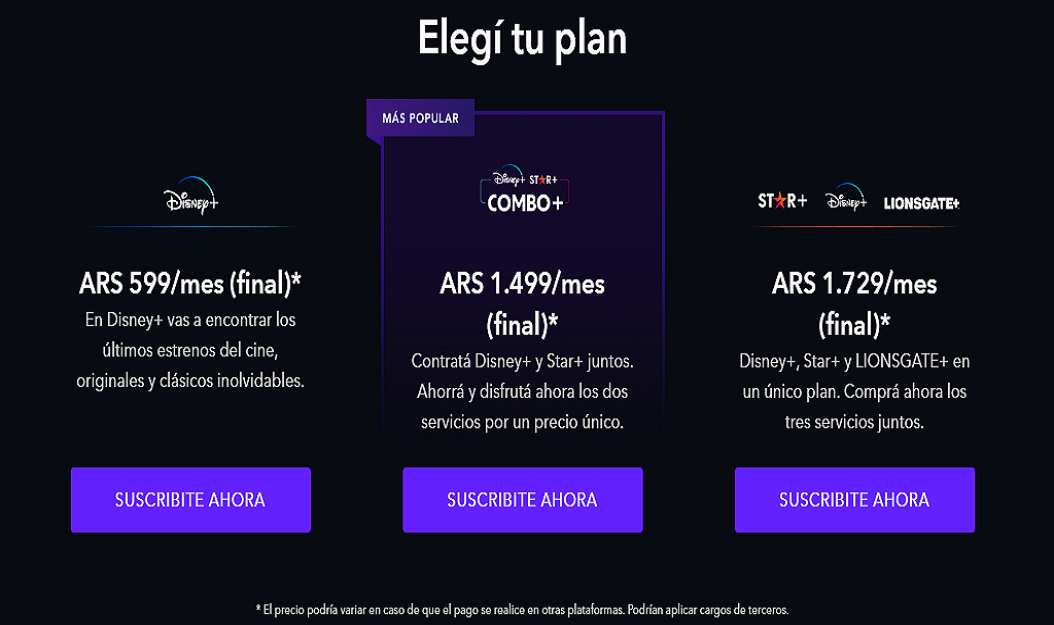 Elegí tu plan
MÁS POPULAR
Disney+
ARS 599/mes (final)*
En Disney+ vas a encontrar los
últimos estrenos del cine,
originales y clásicos inolvidables.
SUSCRIBITE AHORA
Disney+ STAR+
COMBO+
ARS 1.499/mes
(final)*
Contratá Disney+ y Star+ juntos.
Ahorrá y disfrutá ahora los dos
servicios por un precio único.
SUSCRIBITE AHORA
STAR+ Disney+ LIONSGATE+
ARS 1.729/mes
(final)*
Disney+, Star+ y LIONSGATE+ en
un único plan. Comprá ahora los
tres servicios juntos.
SUSCRIBITE AHORA
* El precio podría variar en caso de que el pago se realice en otras plataformas. Podrían aplicar cargos de terceros.